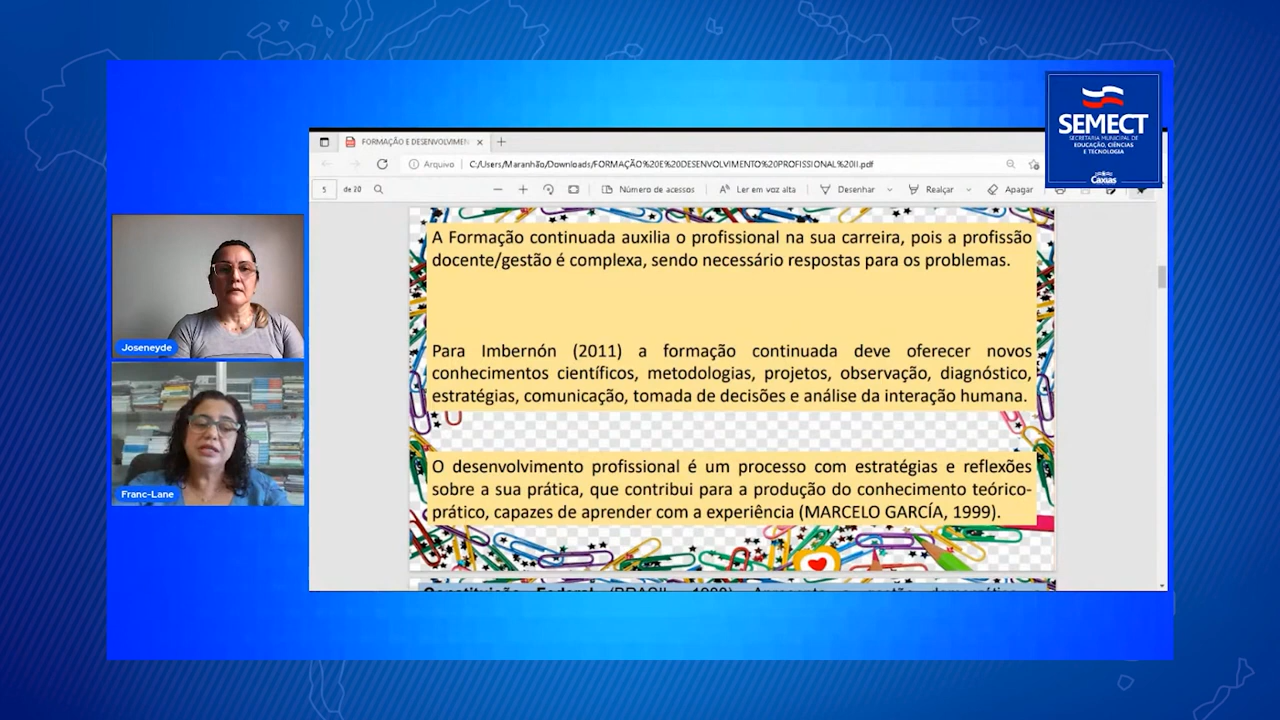 SEMECT
SECRETARIA MUNICIPAL DE
EDUCAÇÃO, CIÊNCIAS
E TECNOLOGIA
Caxias
FORMAÇÃO E DESENVOLVIMEN
Arquivo
C:/Users/Maranhão/Downloads/FORMAÇÃO%20E%20DESENVOLVIMENTO%20PROFISSIONAL%20II.pdf
5 de 20
Número de acessos
Ler em voz alta
Desenhar
Realçar
Apagar
A Formação continuada auxilia o profissional na sua carreira, pois a profissão
docente/gestão é complexa, sendo necessário respostas para os problemas.
Para Imbernón (2011) a formação continuada deve oferecer novos
conhecimentos científicos, metodologias, projetos, observação, diagnóstico,
estratégias, comunicação, tomada de decisões e análise da interação humana.
O desenvolvimento profissional é um processo com estratégias e reflexões
sobre a sua prática, que contribui para a produção do conhecimento teórico-
prático, capazes de aprender com a experiência (MARCELO GARCÍA, 1999).
Joseneyde
Franc-Lane